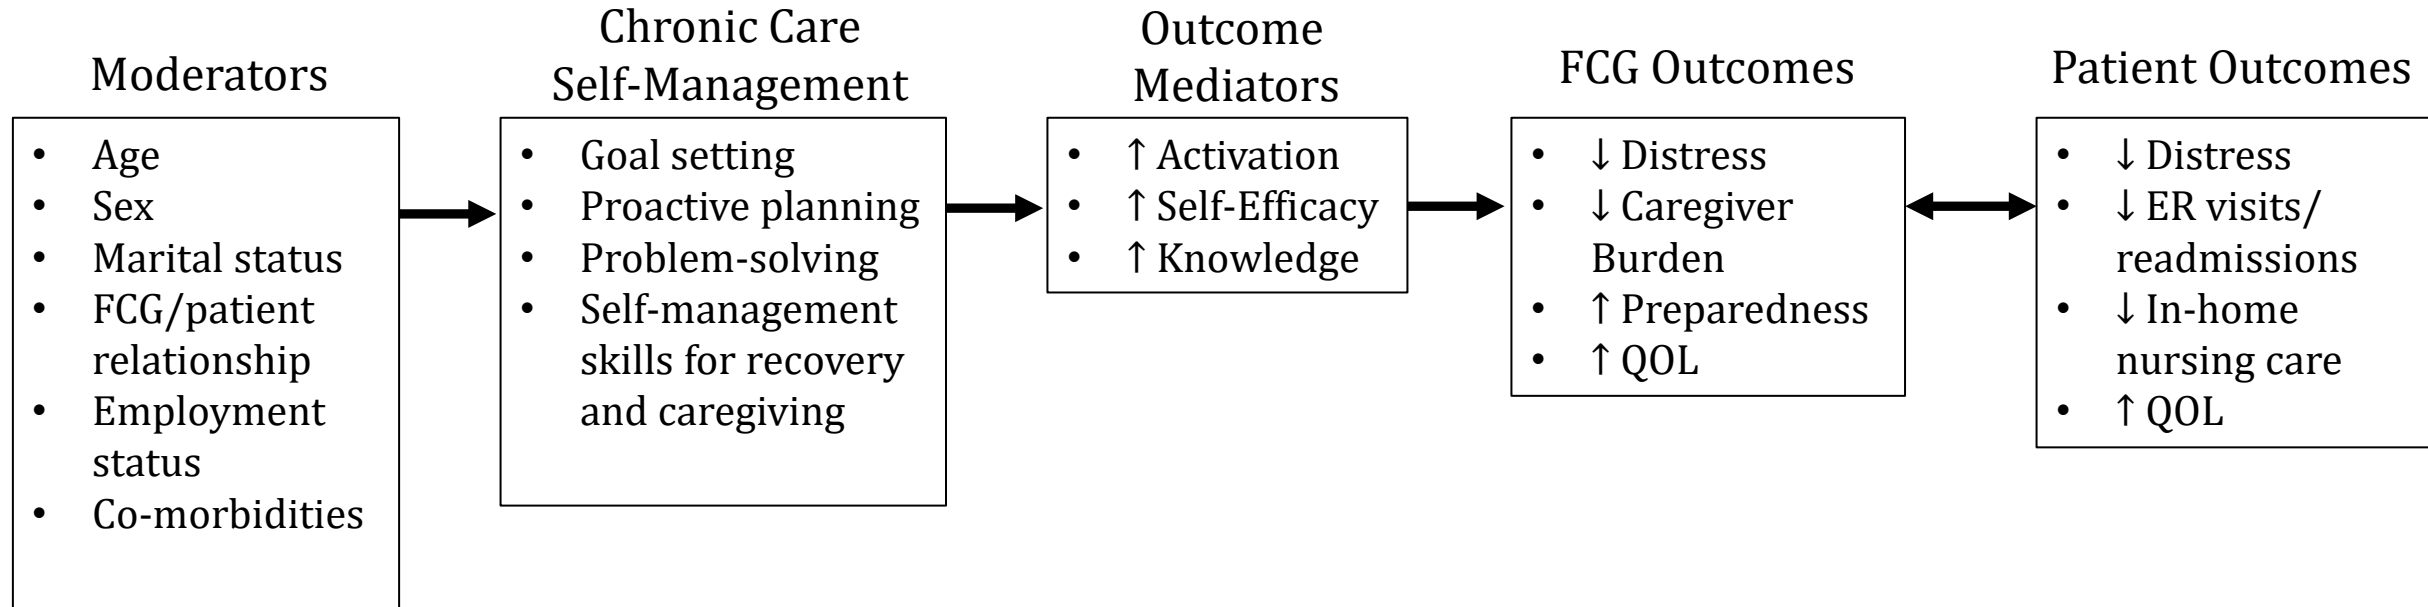 Moderators
• Age
• Sex
• Marital status
• FCG/patient
relationship
• Employment
status
• Co-morbidities
Chronic Care
Self-Management
• Goal setting
• Proactive planning
• Problem-solving
• Self-management
skills for recovery
and caregiving
Outcome
Mediators
• ↑ Activation
• ↑ Self-Efficacy
• ↑ Knowledge
FCG Outcomes
• ↓ Distress
• ↓ Caregiver
Burden
• ↑ Preparedness
• ↑ QOL
Patient Outcomes
• ↓ Distress
• ↓ ER visits/
readmissions
• ↓ In-home
nursing care
• ↑ QOL